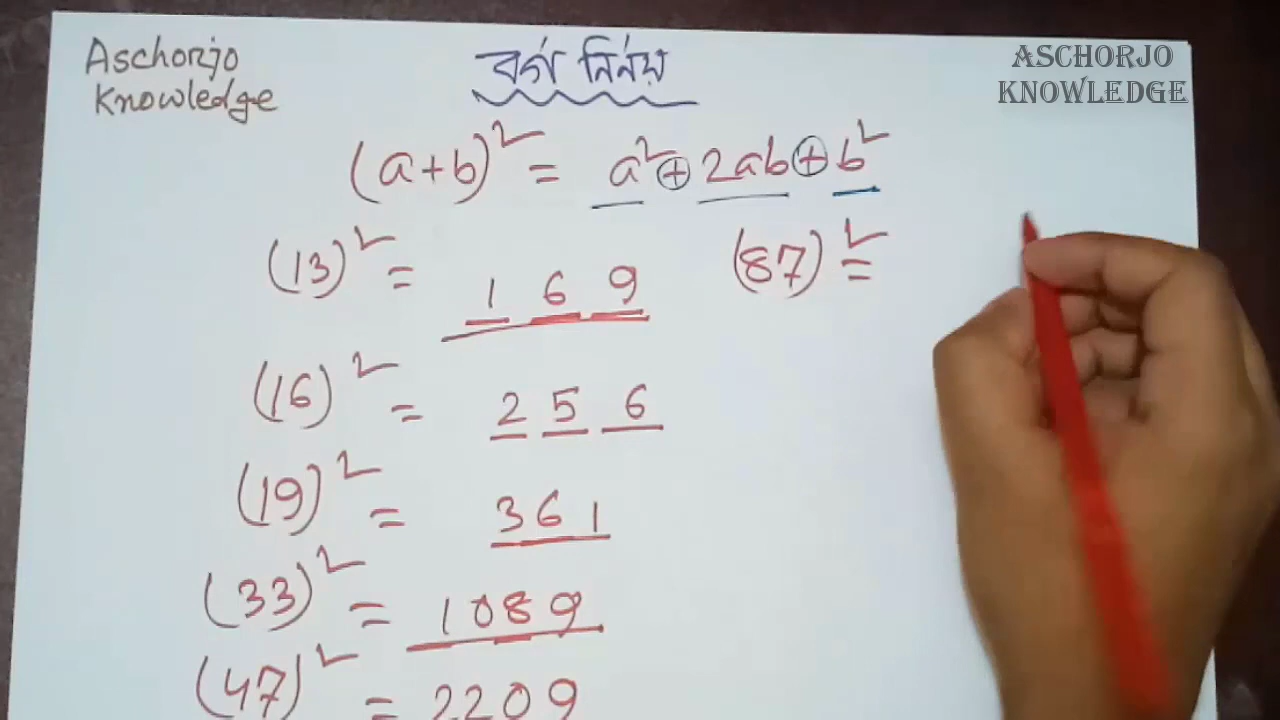 Aschorjo
Knowledge
বর্গ নির্নয়
ASCHORJO
KNOWLEDGE
(a+b)² = a² + 2ab + b²
(13)² = 169
(87)² =
(16)² = 256
(19)² = 361
(33)² = 1089
(47)² = 2209